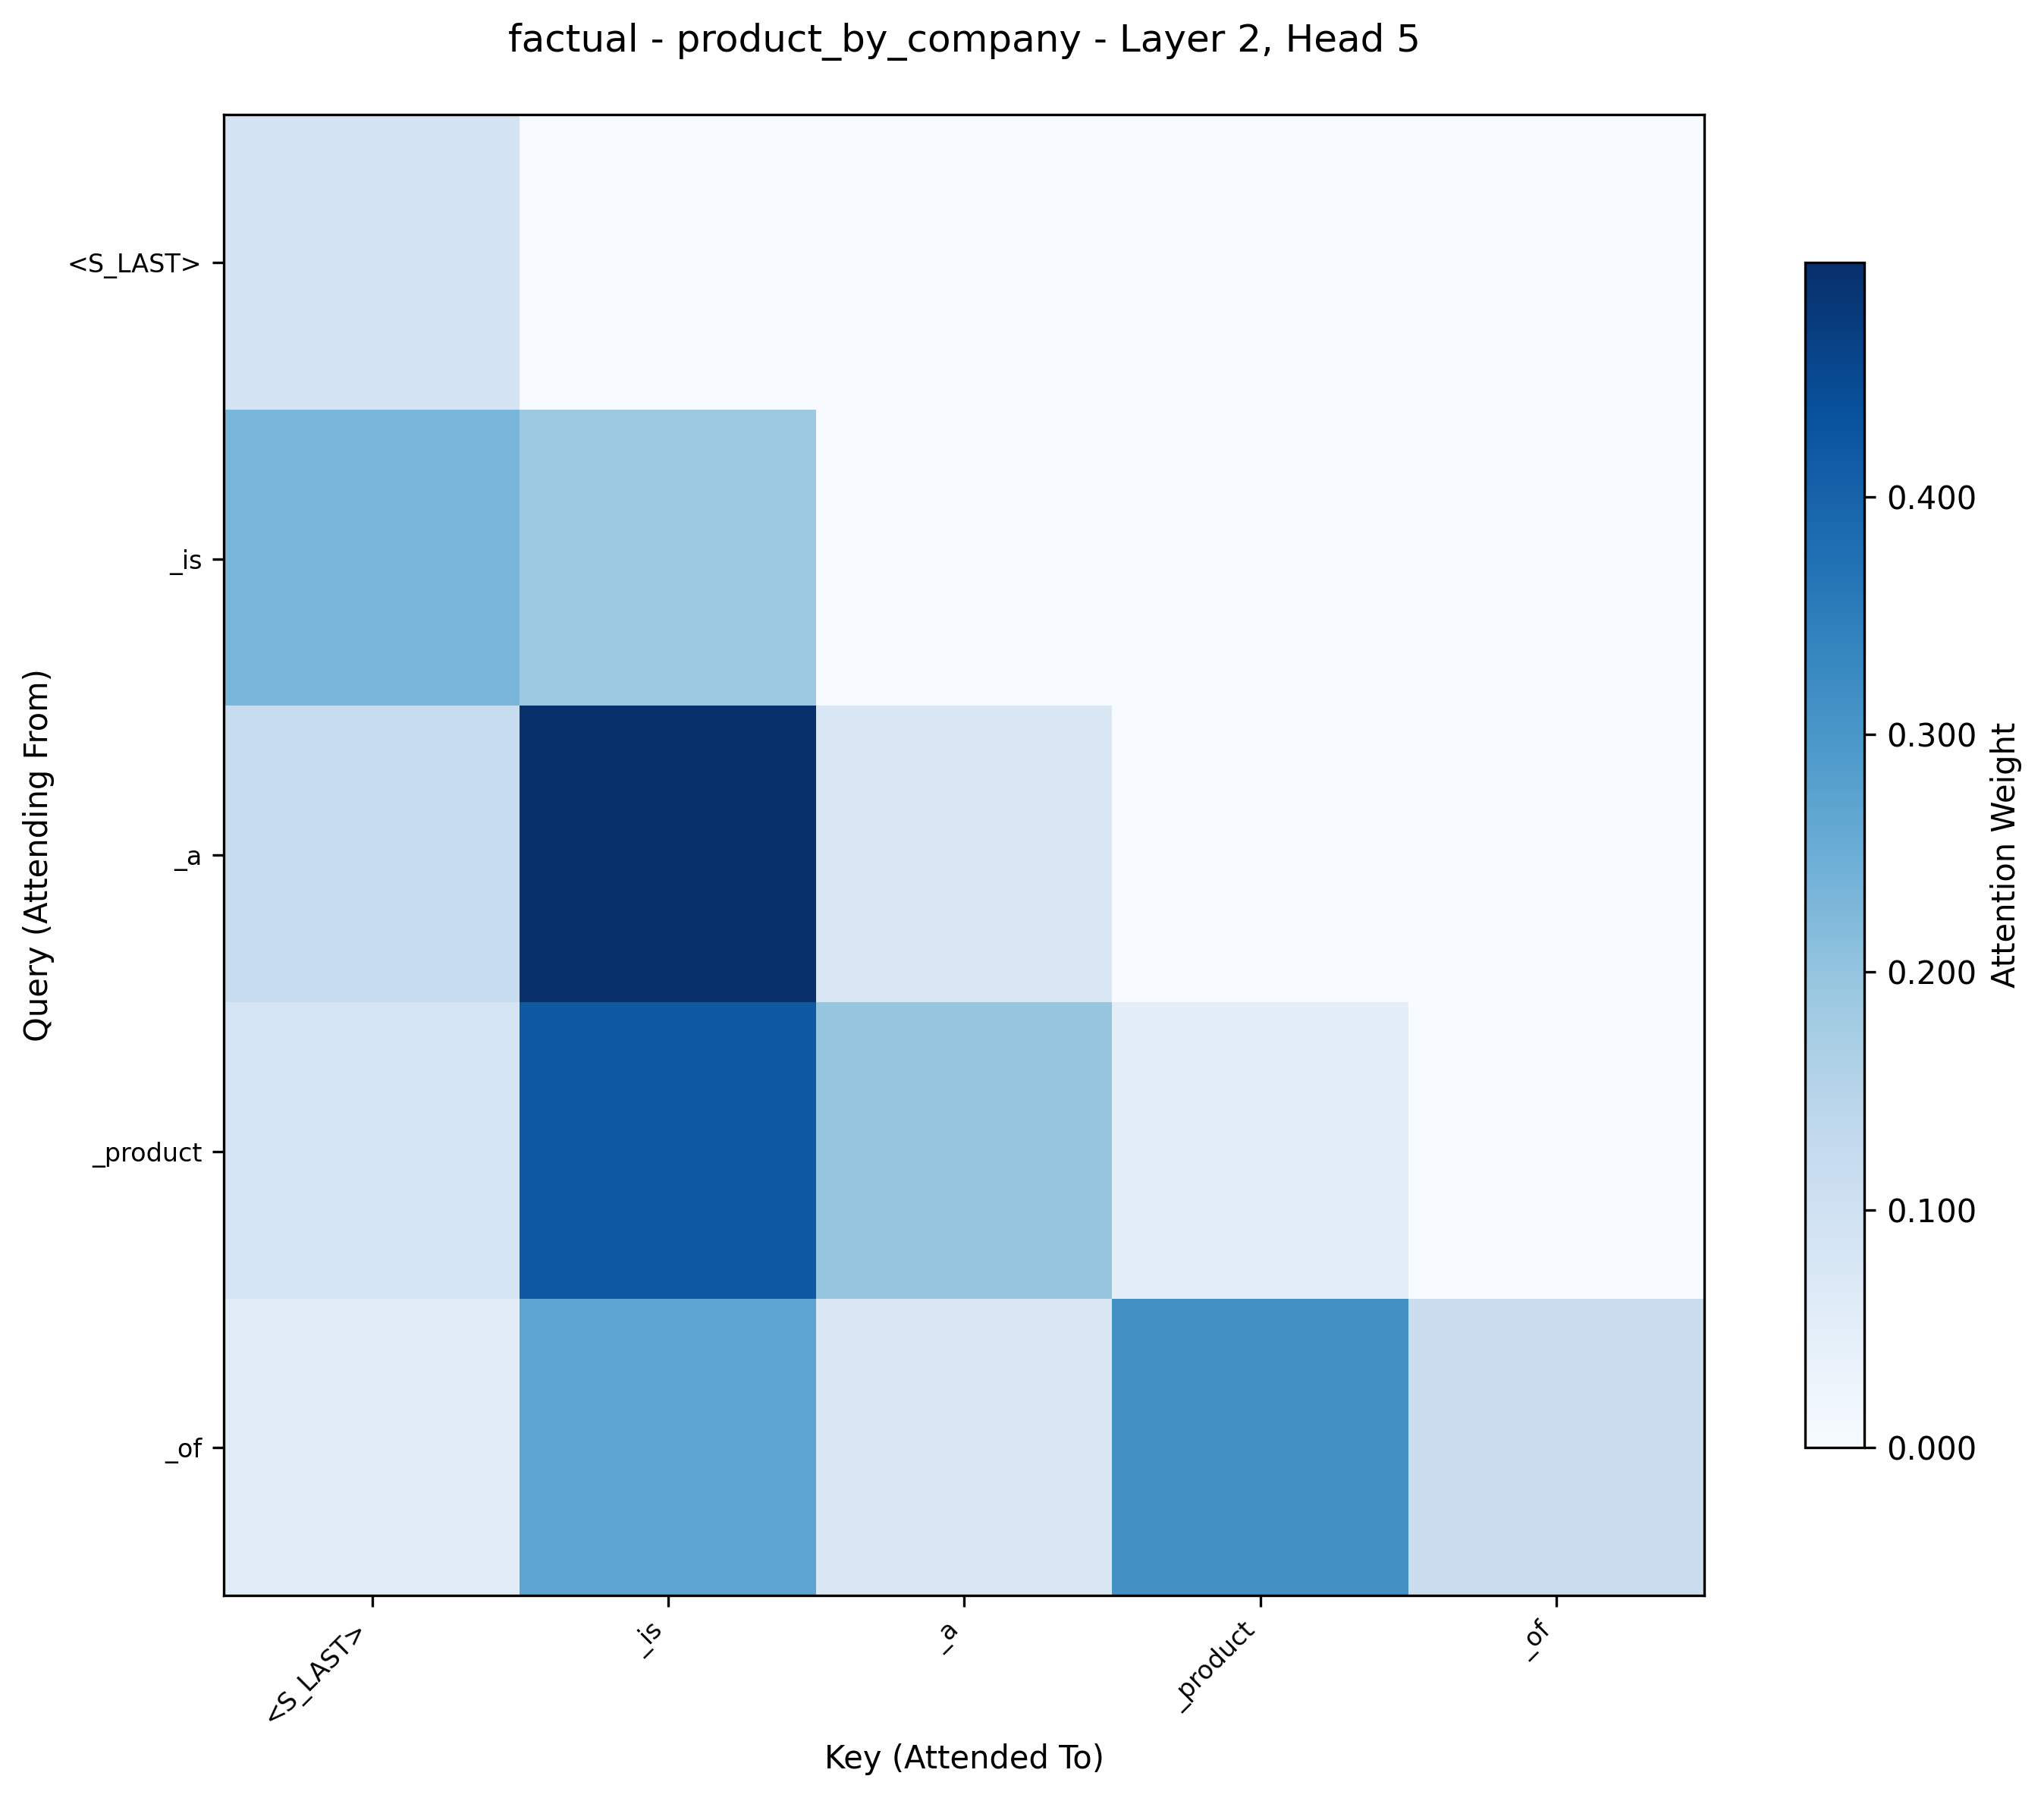 factual - product_by_company - Layer 2, Head 5
Query (Attending From)
<S_LAST>
_is
_a
_product
_of
<S_LAST>
_is
_a
_product
_of
Key (Attended To)
0.400
0.300
0.200
0.100
0.000
Attention Weight